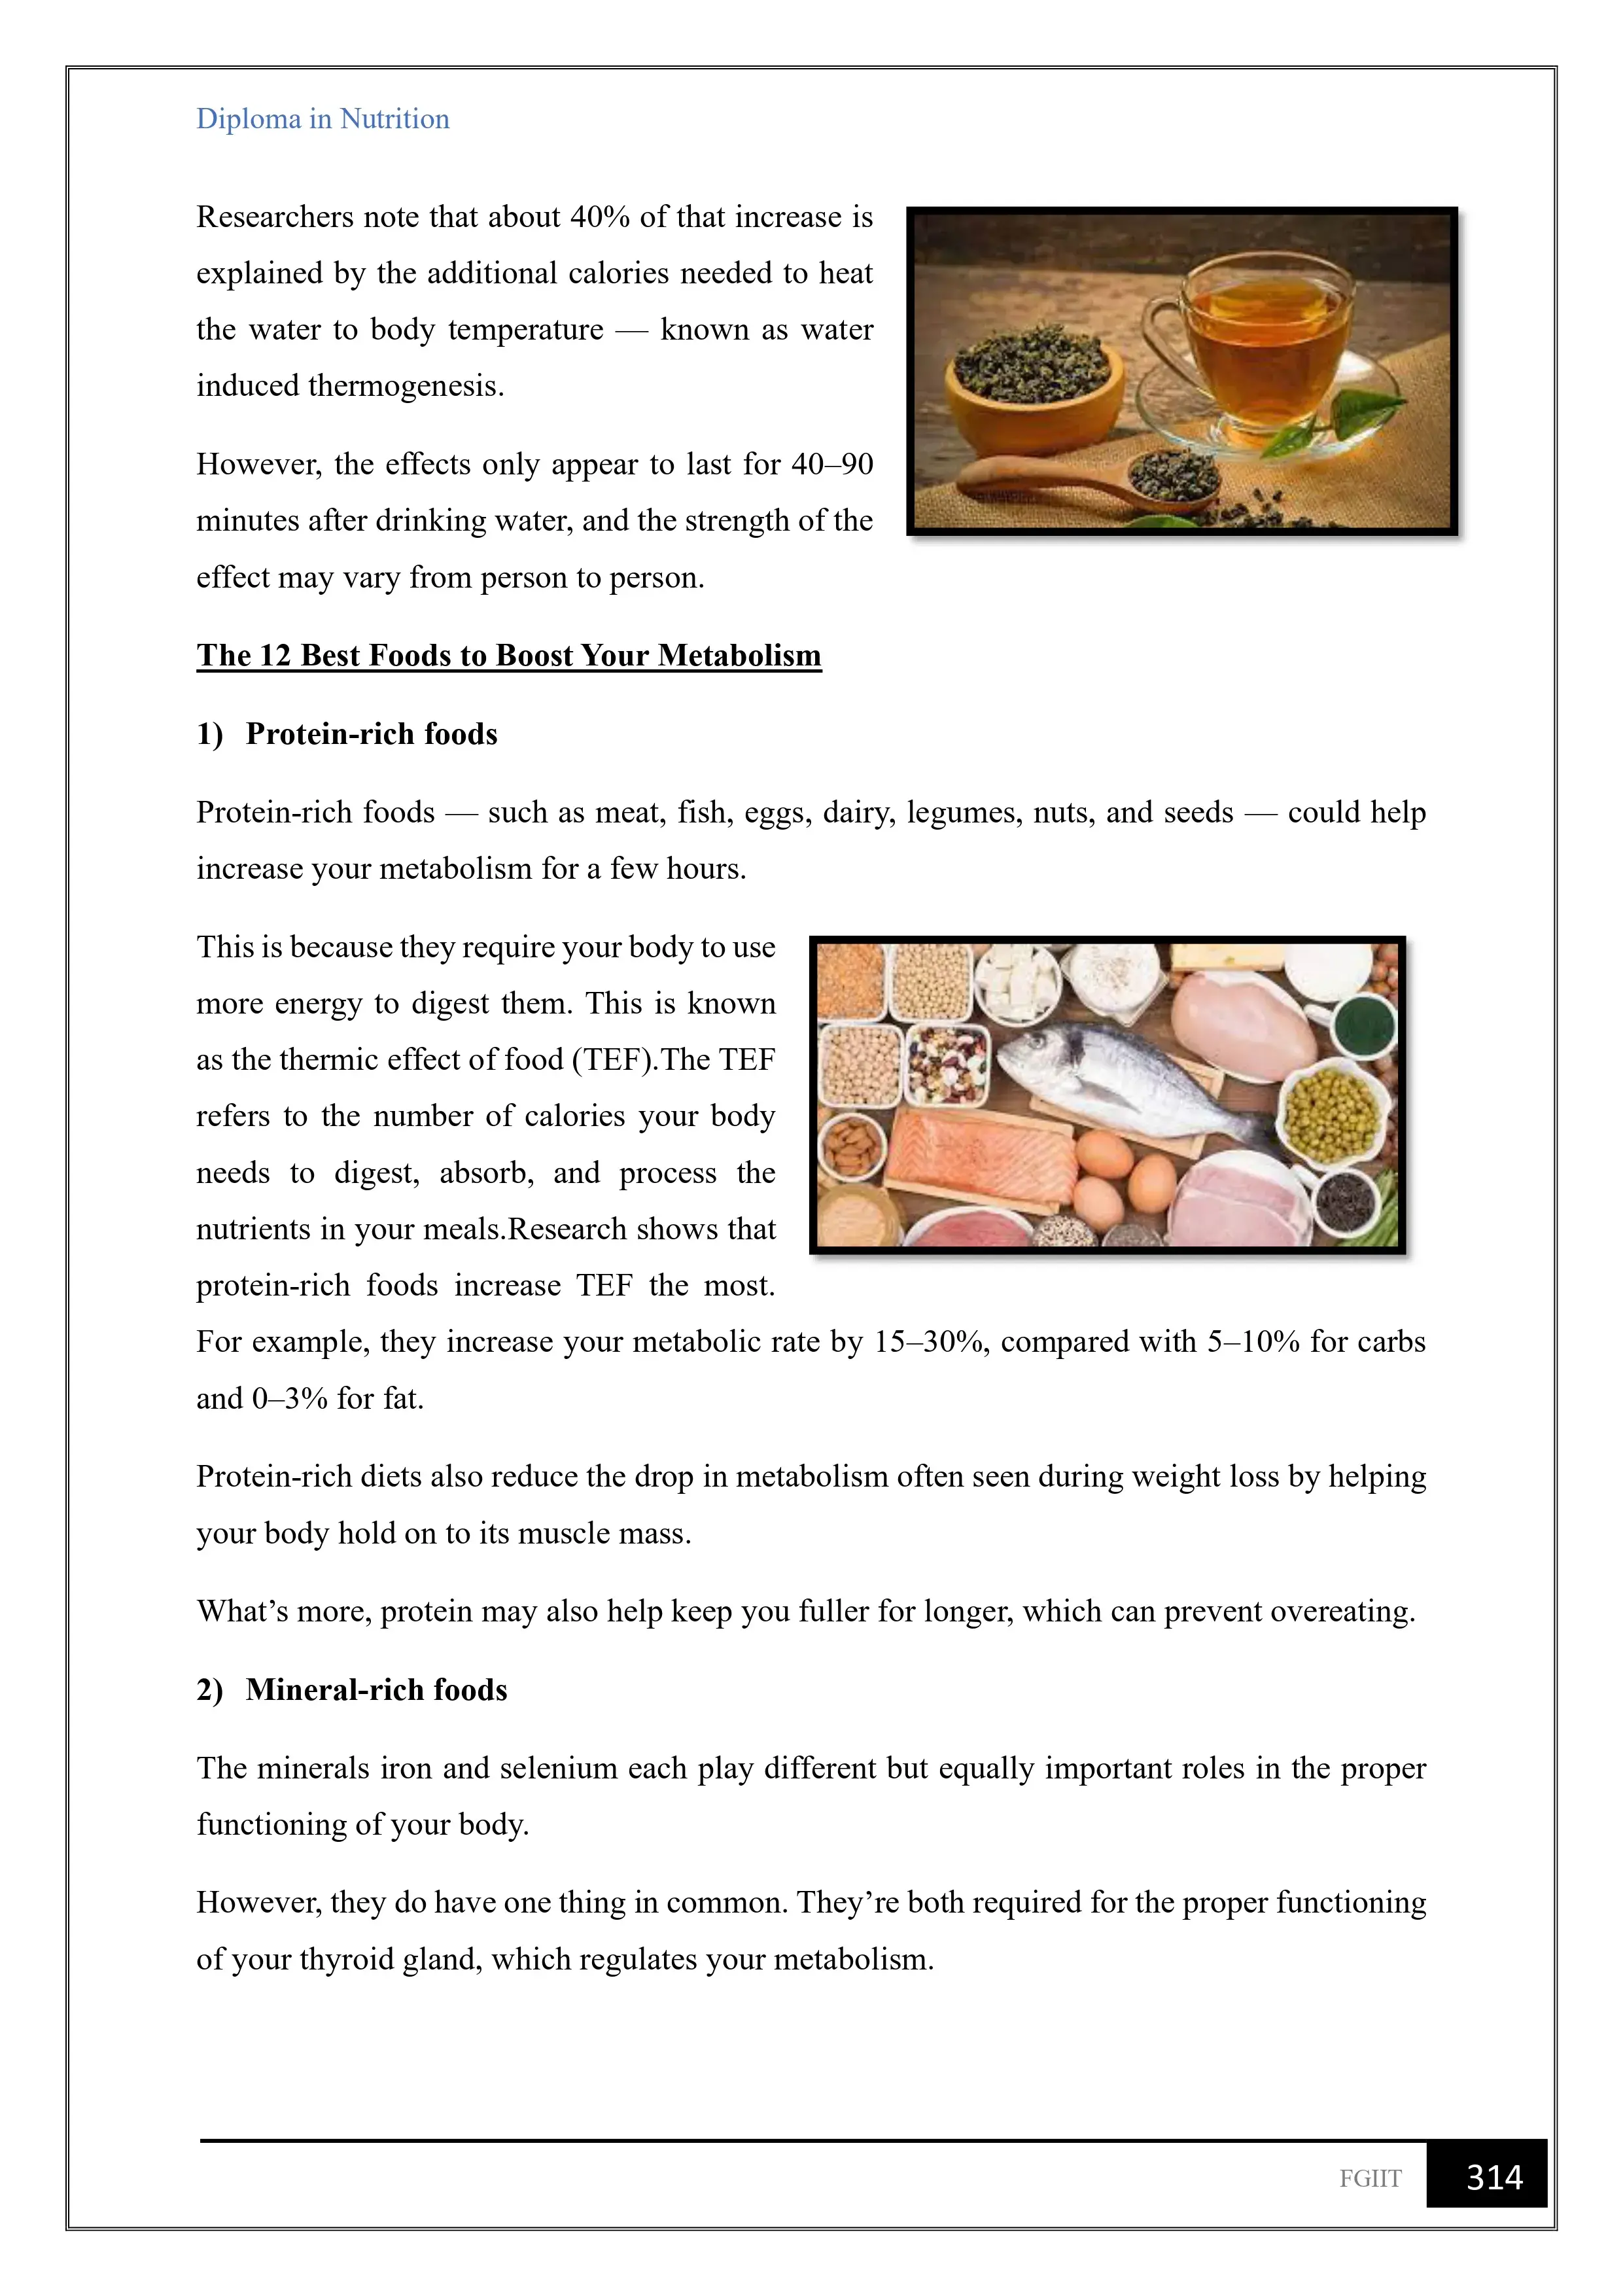 Diploma in Nutrition
Researchers note that about 40% of that increase is
explained by the additional calories needed to heat
the water to body temperature — known as water
induced thermogenesis.
However, the effects only appear to last for 40–90
minutes after drinking water, and the strength of the
effect may vary from person to person.
The 12 Best Foods to Boost Your Metabolism
1) Protein-rich foods
Protein-rich foods — such as meat, fish, eggs, dairy, legumes, nuts, and seeds — could help
increase your metabolism for a few hours.
This is because they require your body to use
more energy to digest them. This is known
as the thermic effect of food (TEF).The TEF
refers to the number of calories your body
needs to digest, absorb, and process the
nutrients in your meals.Research shows that
protein-rich foods increase TEF the most.
For example, they increase your metabolic rate by 15–30%, compared with 5–10% for carbs
and 0–3% for fat.
Protein-rich diets also reduce the drop in metabolism often seen during weight loss by helping
your body hold on to its muscle mass.
What’s more, protein may also help keep you fuller for longer, which can prevent overeating.
2) Mineral-rich foods
The minerals iron and selenium each play different but equally important roles in the proper
functioning of your body.
However, they do have one thing in common. They’re both required for the proper functioning
of your thyroid gland, which regulates your metabolism.
FGIIT 314